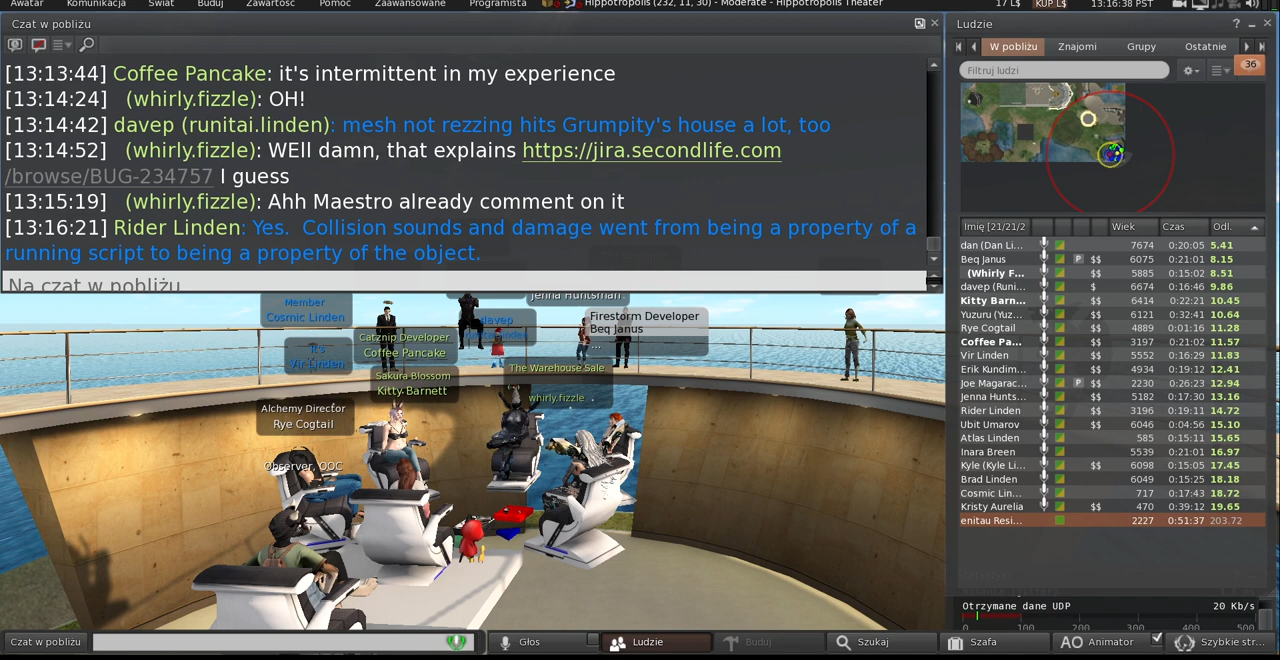 Awatar Komunikacja Świat Buduj Zawartość Pomoc Zaawansowane Programista Hippotropolis (232, 11, 30) - Moderate - Hippotropolis Theater 17 L$ KUP L$ 13:16:38 PST
Czat w pobliżu
[13:13:44] Coffee Pancake: it's intermittent in my experience
[13:14:24] (whirly.fizzle): OH!
[13:14:42] davep (runitai.linden): mesh not rezzing hits Grumpity's house a lot, too
[13:14:52] (whirly.fizzle): WEll damn, that explains https://jira.secondlife.com
/browse/BUG-234757 I guess
[13:15:19] (whirly.fizzle): Ahh Maestro already comment on it
[13:16:21] Rider Linden: Yes. Collision sounds and damage went from being a property of a
running script to being a property of the object.
Na czat w pobliżu
Member
Cosmic Linden
Jenna Huntsman
davep
Firestorm Developer
Beq Janus
...
It's
Vir Linden
Catznip Developer
Coffee Pancake
Sakura Blossom
Kitty Barnett
The Warehouse Sale
whirly.fizzle
Alchemy Director
Rye Cogtail
Observer, OOC
Ludzie
? _ ×
W pobliżu Znajomi Grupy Ostatnie
Filtruj ludzi
36
Imię [21/21/2 Wiek Czas Odl.
dan (Dan Li... 7674 0:20:05 5.41
Beq Janus P $$ 6075 0:21:01 8.15
(Whirly F... $$ 5885 0:15:02 8.51
davep (Runi... $ 6674 0:16:46 9.86
Kitty Barn... $$ 6414 0:22:21 10.45
Yuzuru (Yuz... $$ 6121 0:32:41 10.64
Rye Cogtail $$ 4889 0:01:16 11.28
Coffee Pa... $$ 3197 0:21:02 11.57
Vir Linden $$ 5552 0:16:29 11.83
Erik Kundim... $$ 4934 0:19:12 12.41
Joe Magarac... P $$ 2230 0:26:23 12.94
Jenna Hunts... $$ 5182 0:17:30 13.16
Rider Linden $$ 3196 0:19:11 14.72
Ubit Umarov $$ 6046 0:04:56 15.10
Atlas Linden 585 0:15:11 15.65
Inara Breen 5539 0:21:01 16.97
Kyle (Kyle Li... $$ 6098 0:15:05 17.45
Brad Linden 6049 0:15:25 18.18
Cosmic Lin... 717 0:17:43 18.72
Kristy Aurelia $$ 470 0:39:12 19.65
enitau Resi... 2227 0:51:37 203.72
Otrzymane dane UDP 20 Kb/s
0 100 200 300 400 500
Czat w pobliżu Głos Ludzie Buduj Szukaj Szafa AO Animator Szybkie str...